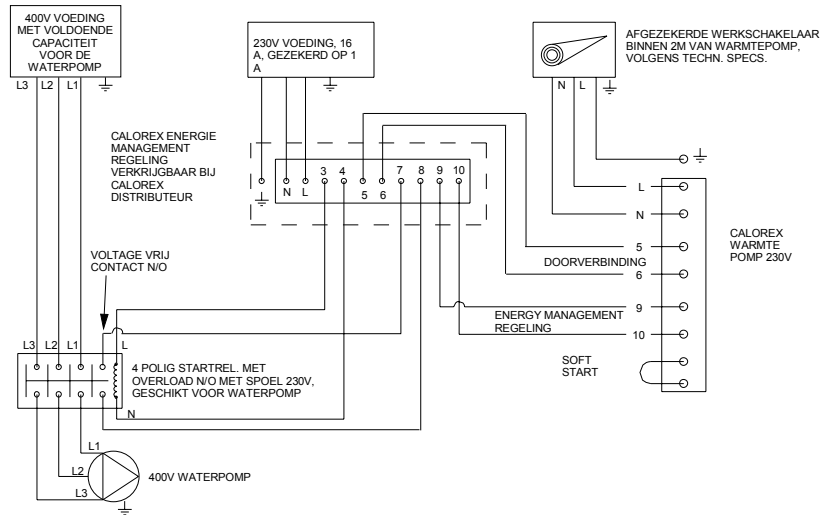 400V VOEDING
MET VOLDOENDE
CAPACITEIT
VOOR DE
WATERPOMP
L3 L2 L1
230V VOEDING, 16
A, GEZEKERD OP 1
A
AFGEZEKERDE WERKSCHAKELAAR
BINNEN 2M VAN WARMTEPOMP,
VOLGENS TECHN. SPECS.
N L
CALOREX ENERGIE
MANAGEMENT
REGELING
VERKRIJGBAAR BIJ
CALOREX
DISTRIBUTEUR
N L 3 4 5 6 7 8 9 10
L
N
5
DOORVERBINDING
6
9
ENERGY MANAGEMENT
REGELING
10
SOFT
START
CALOREX
WARMTE
POMP 230V
VOLTAGE VRIJ
CONTACT N/O
L3 L2 L1 L
4 POLIG STARTREL. MET
OVERLOAD N/O MET SPOEL 230V,
GESCHIKT VOOR WATERPOMP
N
L1
L2
L3
400V WATERPOMP